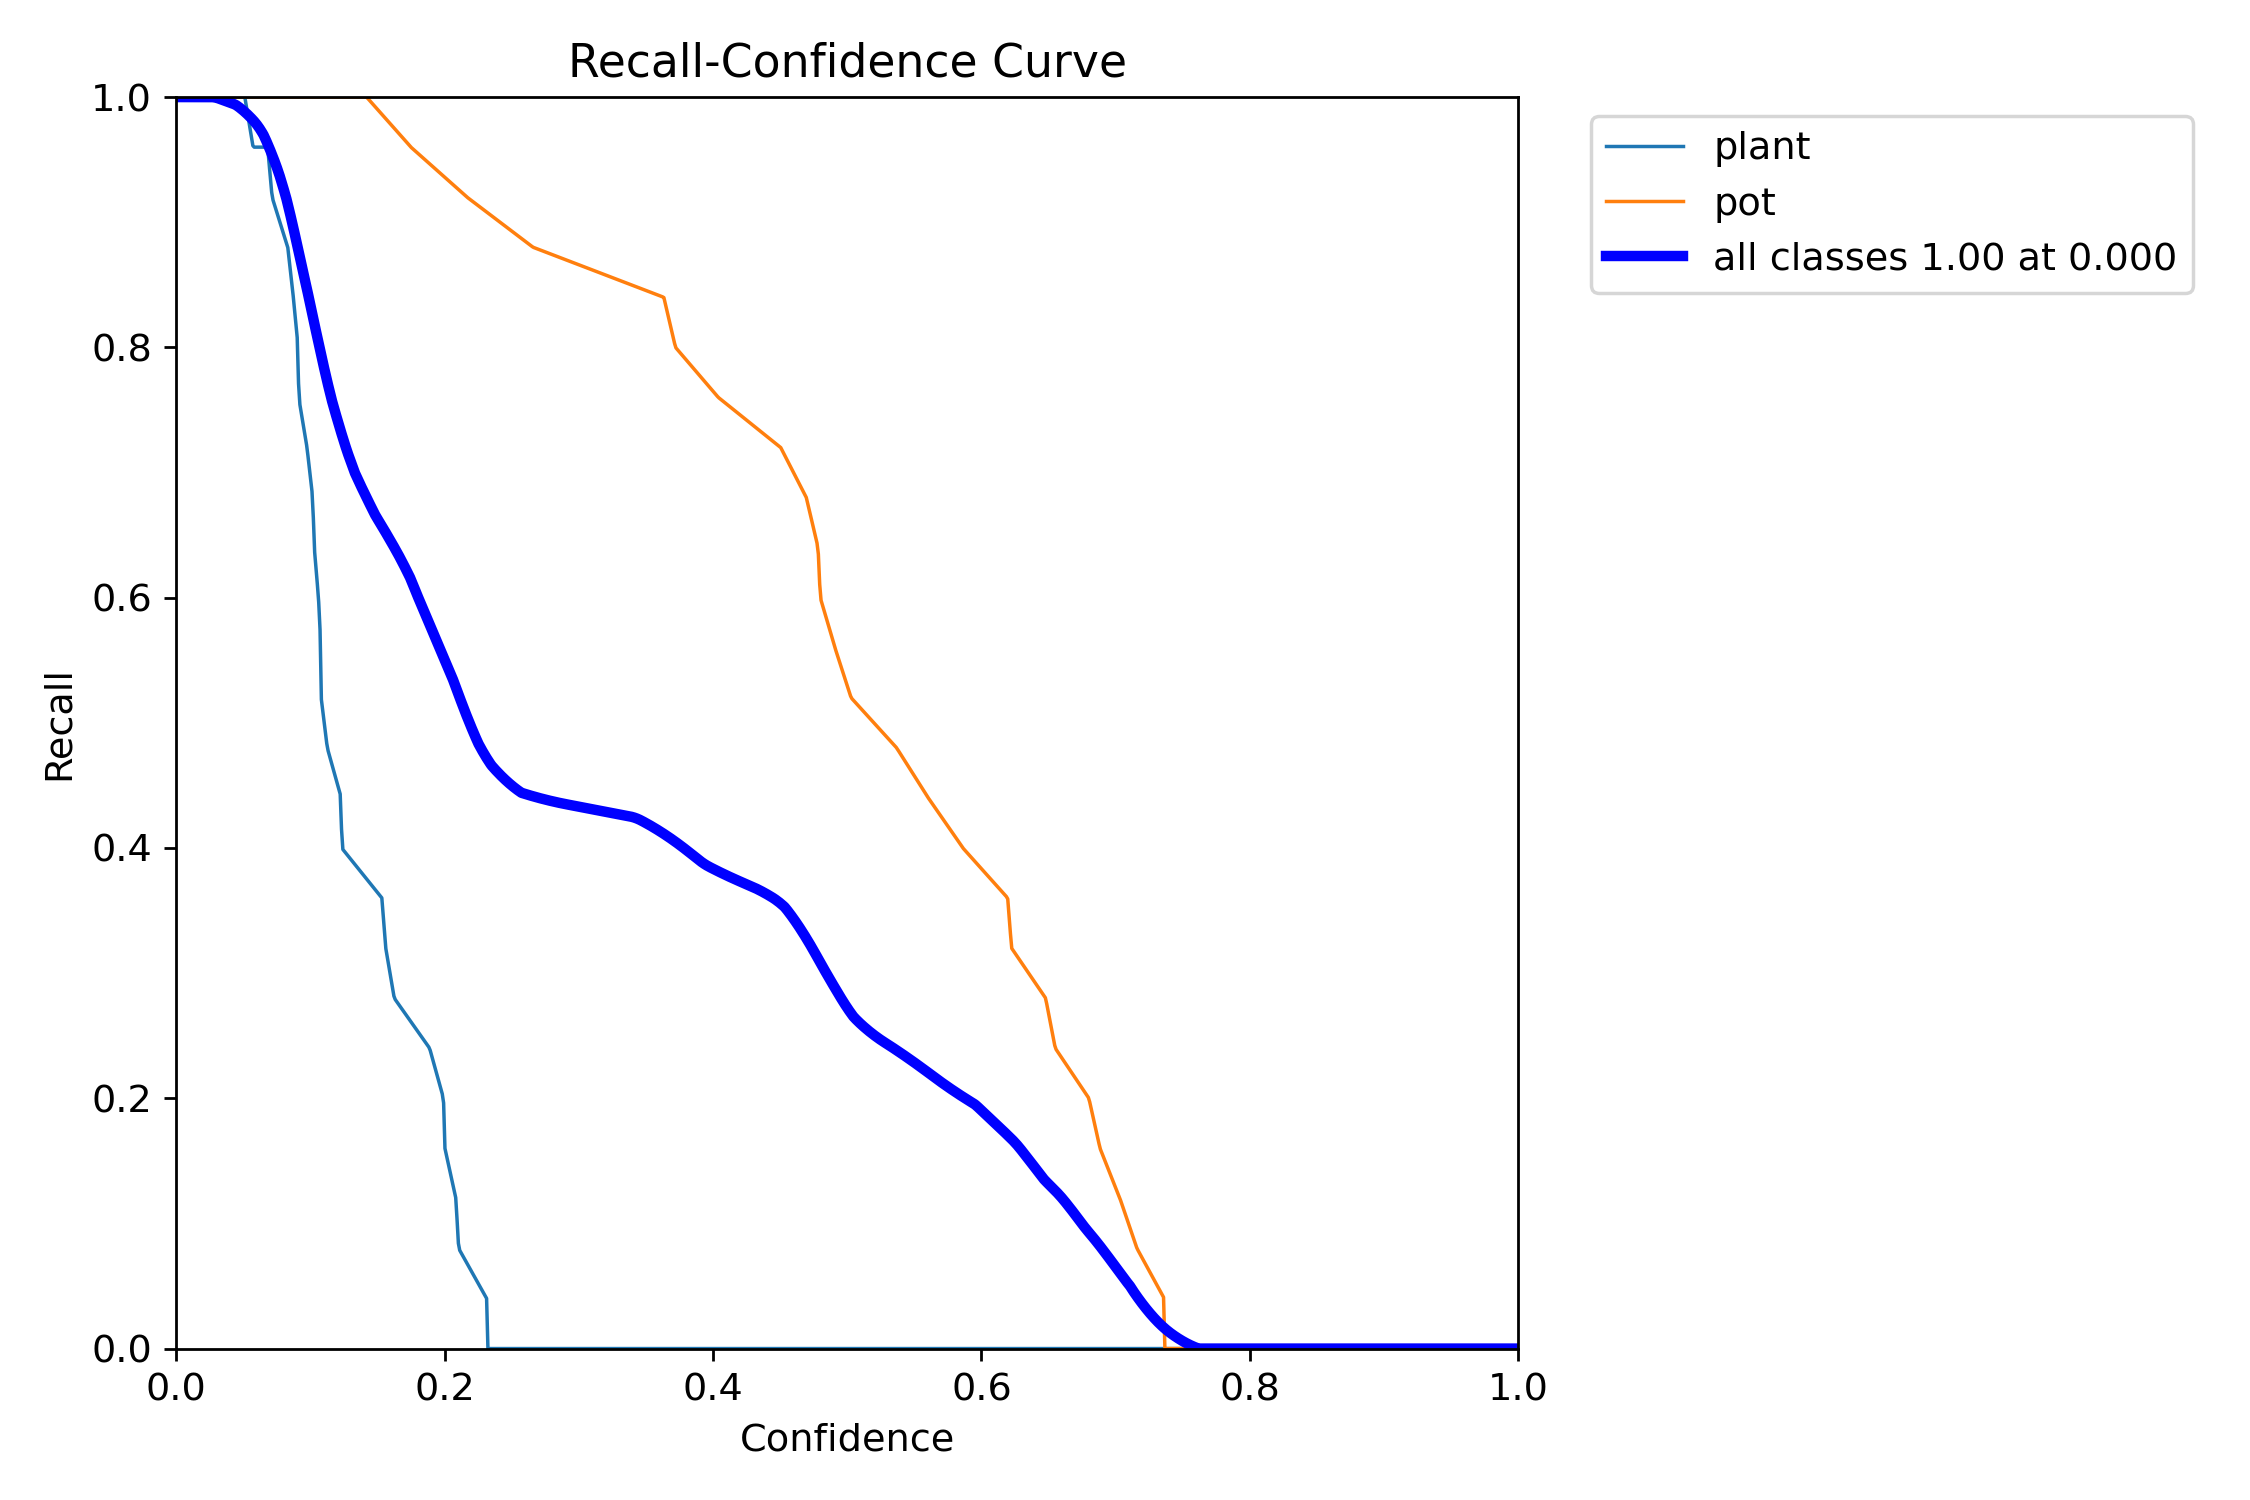 Recall-Confidence Curve
1.0
0.8
0.6
0.4
0.2
0.0
Recall
0.0 0.2 0.4 0.6 0.8 1.0
Confidence
plant
pot
all classes 1.00 at 0.000